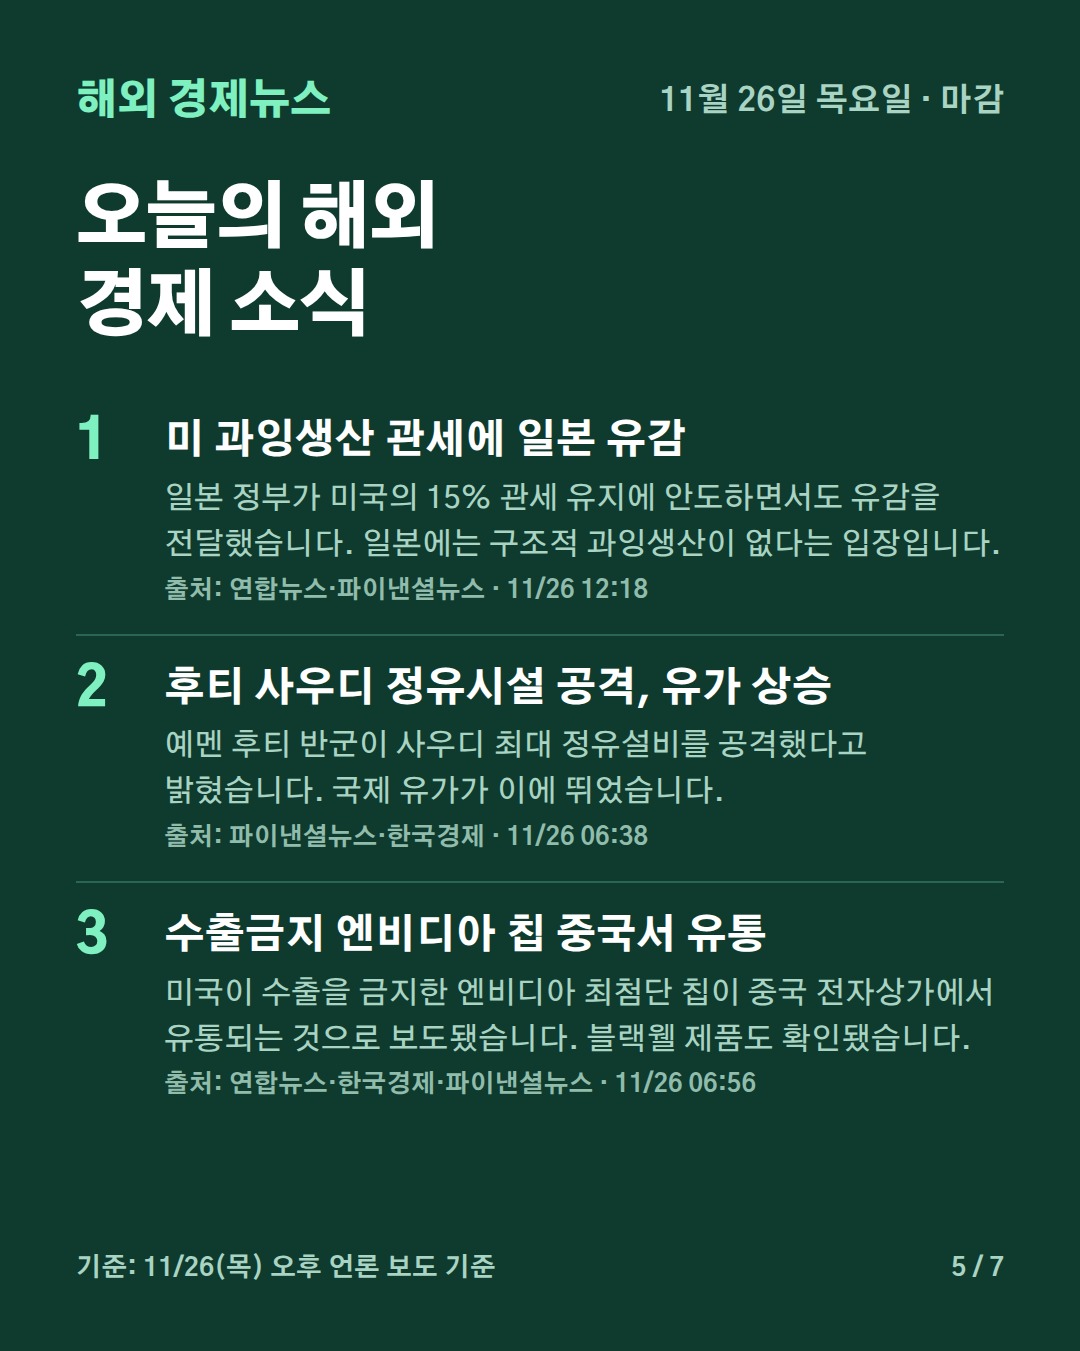 해외 경제뉴스
11월 26일 목요일 · 마감
오늘의 해외
경제 소식
1
미 과잉생산 관세에 일본 유감
일본 정부가 미국의 15% 관세 유지에 안도하면서도 유감을
전달했습니다. 일본에는 구조적 과잉생산이 없다는 입장입니다.
출처: 연합뉴스·파이낸셜뉴스 · 11/26 12:18
2
후티 사우디 정유시설 공격, 유가 상승
예멘 후티 반군이 사우디 최대 정유설비를 공격했다고
밝혔습니다. 국제 유가가 이에 뛰었습니다.
출처: 파이낸셜뉴스·한국경제 · 11/26 06:38
3
수출금지 엔비디아 칩 중국서 유통
미국이 수출을 금지한 엔비디아 최첨단 칩이 중국 전자상가에서
유통되는 것으로 보도됐습니다. 블랙웰 제품도 확인됐습니다.
출처: 연합뉴스·한국경제·파이낸셜뉴스 · 11/26 06:56
기준: 11/26(목) 오후 언론 보도 기준
5 / 7